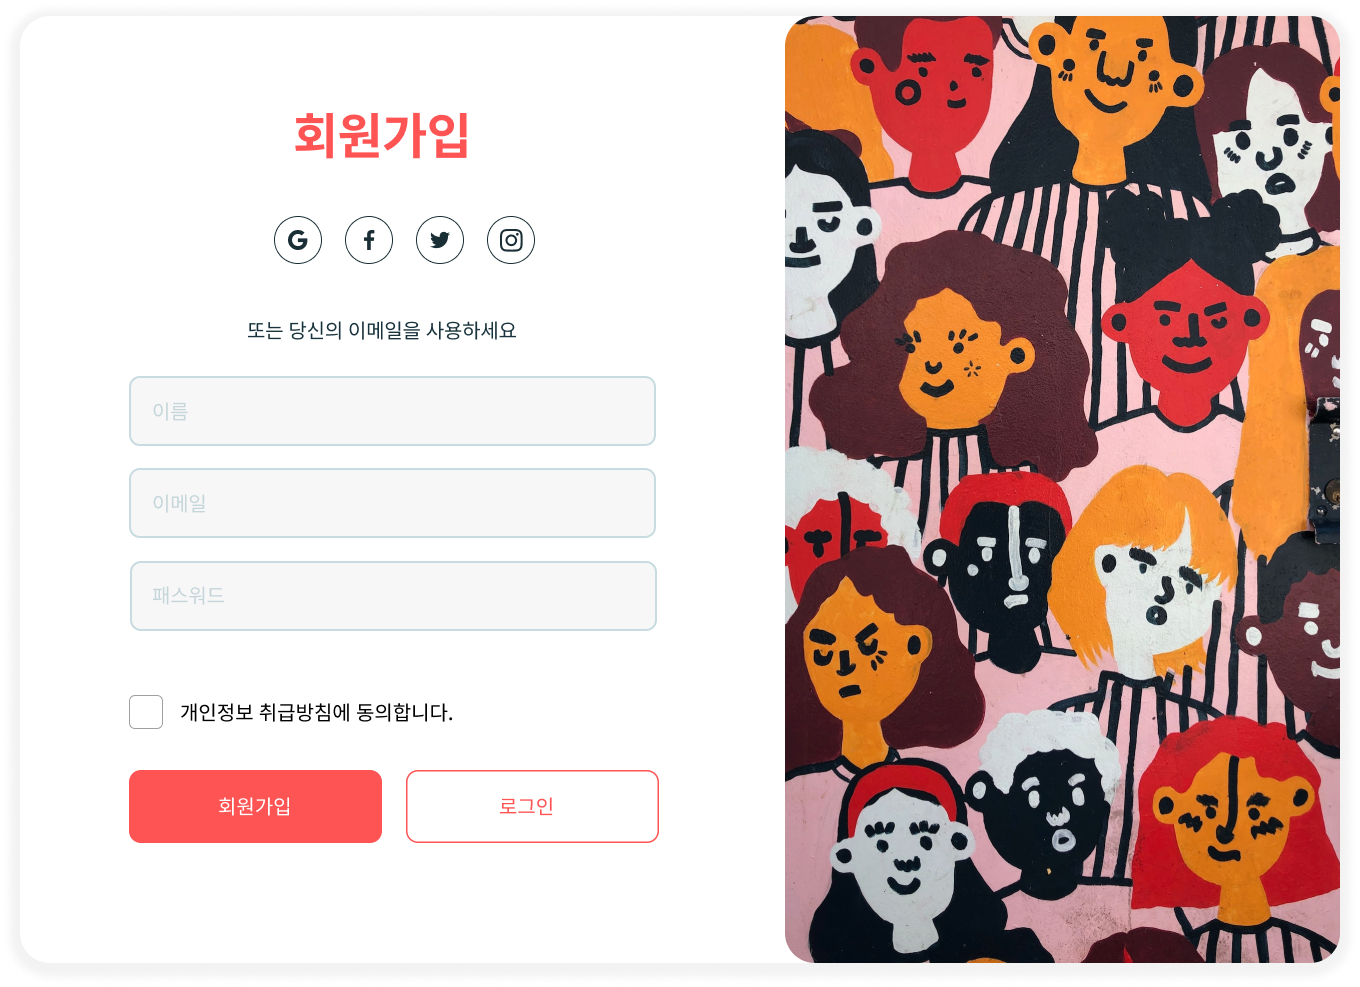 회원가입
또는 당신의 이메일을 사용하세요
이름
이메일
패스워드
개인정보 취급방침에 동의합니다.
회원가입
로그인